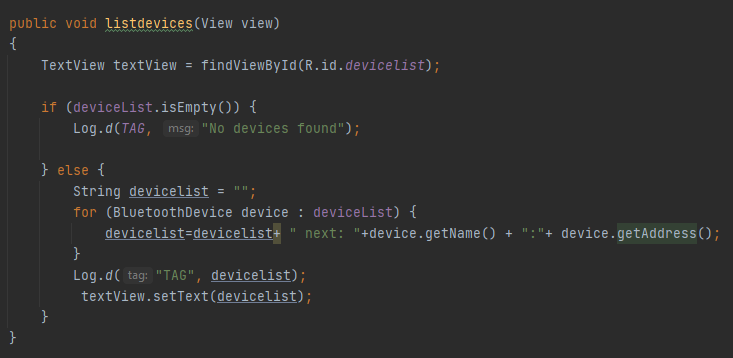 public void listdevices(View view)
{
    TextView textView = findViewById(R.id.devicelist);
    if (deviceList.isEmpty()) {
        Log.d(TAG, msg: "No devices found");
    } else {
        String devicelist = "";
        for (BluetoothDevice device : deviceList) {
            devicelist=devicelist+ " next: "+device.getName() + ":"+ device.getAddress();
        }
        Log.d( tag: "TAG", devicelist);
         textView.setText(devicelist);
    }
}